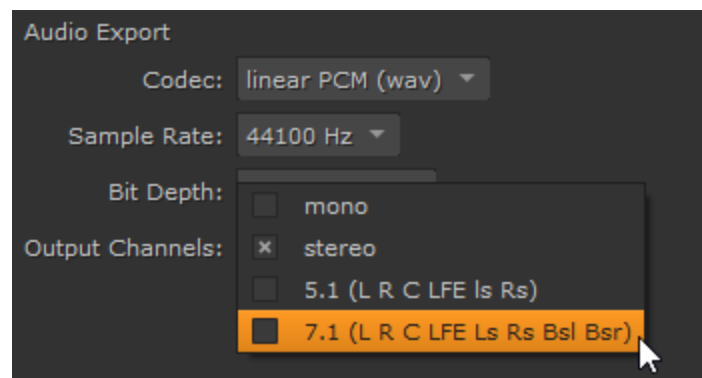 Audio Export
Codec: linear PCM (wav)
Sample Rate: 44100 Hz
Bit Depth:
mono
Output Channels: stereo
5.1 (L R C LFE ls Rs)
7.1 (L R C LFE Ls Rs Bsl Bsr)